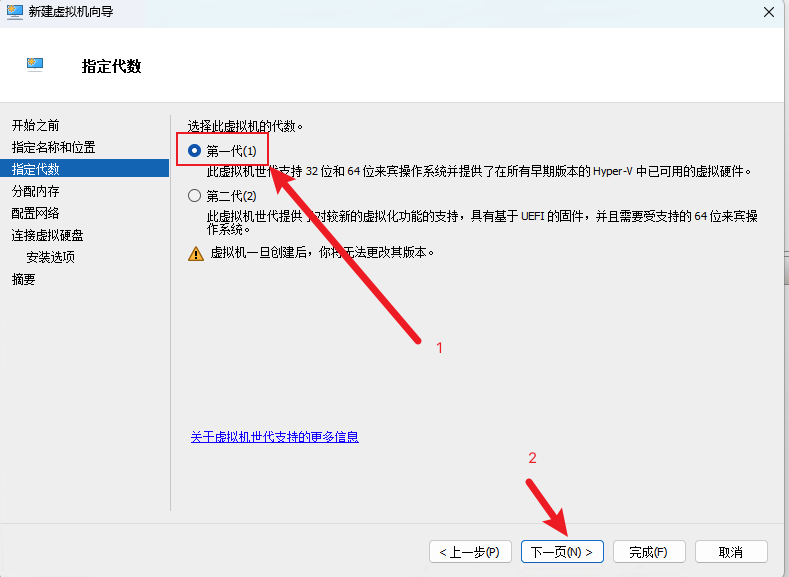 新建虚拟机向导
指定代数
开始之前
指定名称和位置
指定代数
分配内存
配置网络
连接虚拟硬盘
安装选项
摘要
选择此虚拟机的代数。
第一代(1)
此虚拟机世代支持 32 位和 64 位来宾操作系统并提供了在所有早期版本的 Hyper-V 中已可用的虚拟硬件。
第二代(2)
此虚拟机世代提供了对较新的虚拟化功能的支持，具有基于 UEFI 的固件，并且需要受支持的 64 位来宾
操作系统。
虚拟机一旦创建后，你将无法更改其版本。
1
关于虚拟机世代支持的更多信息
2
< 上一步(P)
下一页(N) >
完成(F)
取消